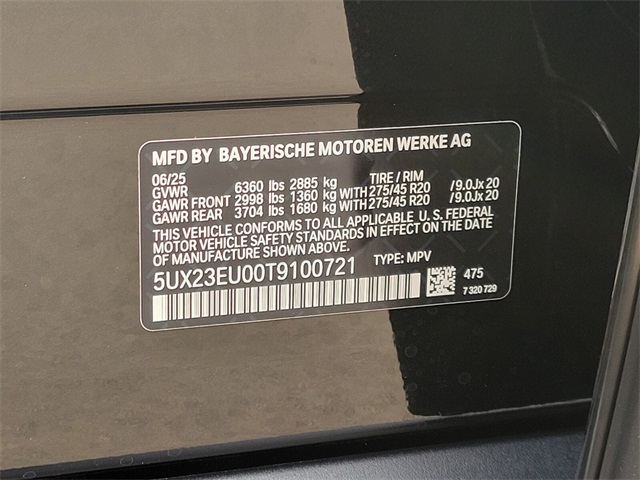 MFD BY BAYERISCHE MOTOREN WERKE AG
06/25 TIRE / RIM
GVWR 6360 lbs 2885 kg
GAWR FRONT 2998 lbs 1360 kg WITH 275/45 R20 /9.0Jx 20
GAWR REAR 3704 lbs 1680 kg WITH 275/45 R20 /9.0Jx 20
THIS VEHICLE CONFORMS TO ALL APPLICABLE U. S. FEDERAL
MOTOR VEHICLE SAFETY STANDARDS IN EFFECT ON THE DATE
OF MANUFACTURE SHOWN ABOVE.
5UX23EU00T9100721 TYPE: MPV
475
7 320 729